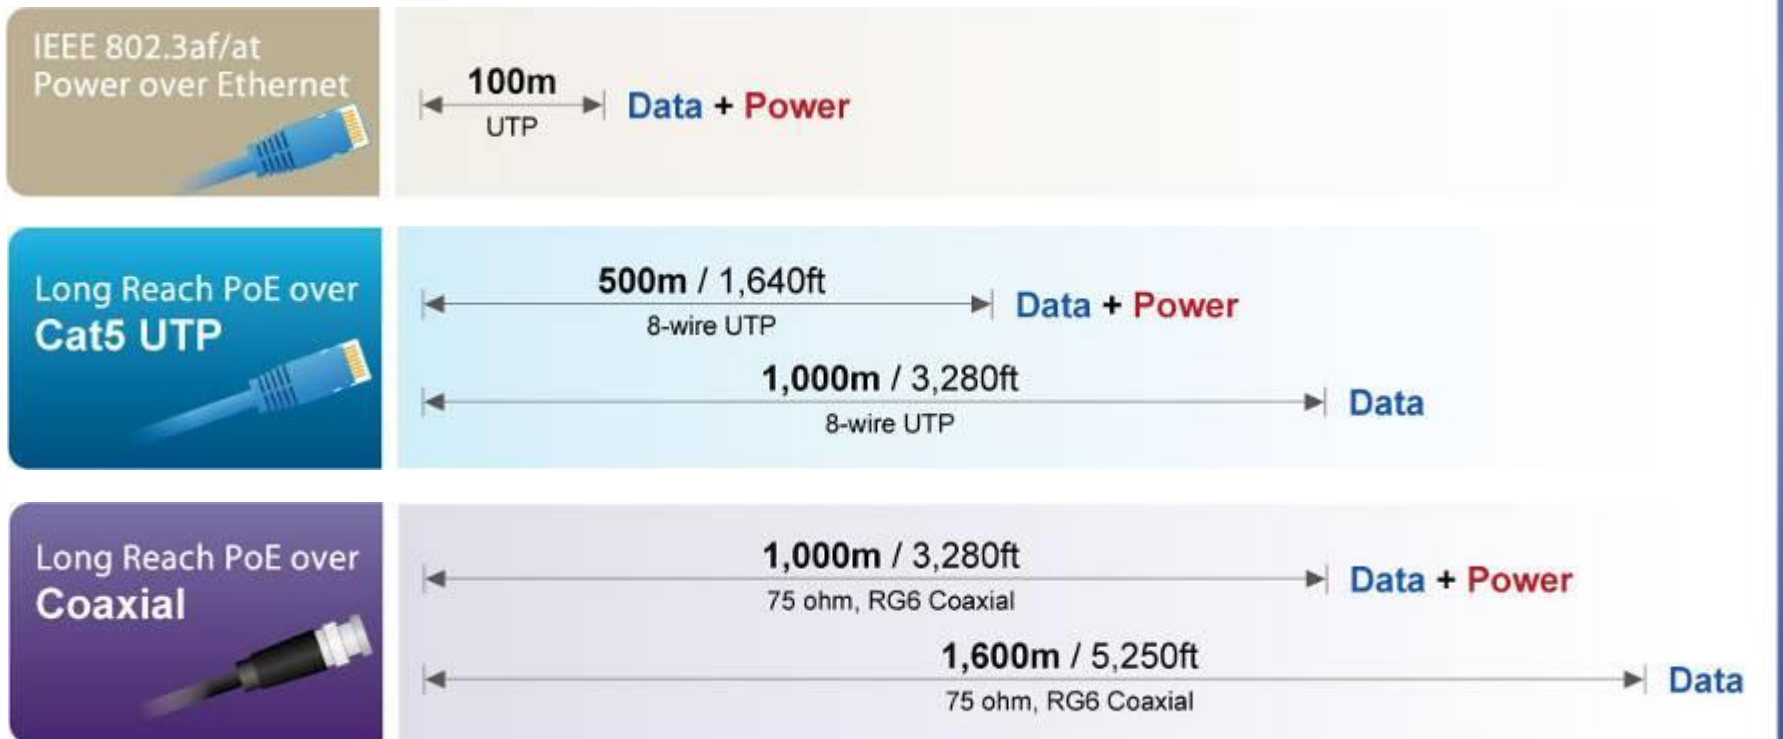 IEEE 802.3af/at
Power over Ethernet
100m
UTP
Data + Power
Long Reach PoE over
Cat5 UTP
500m / 1,640ft
8-wire UTP
Data + Power
1,000m / 3,280ft
8-wire UTP
Data
Long Reach PoE over
Coaxial
1,000m / 3,280ft
75 ohm, RG6 Coaxial
Data + Power
1,600m / 5,250ft
75 ohm, RG6 Coaxial
Data